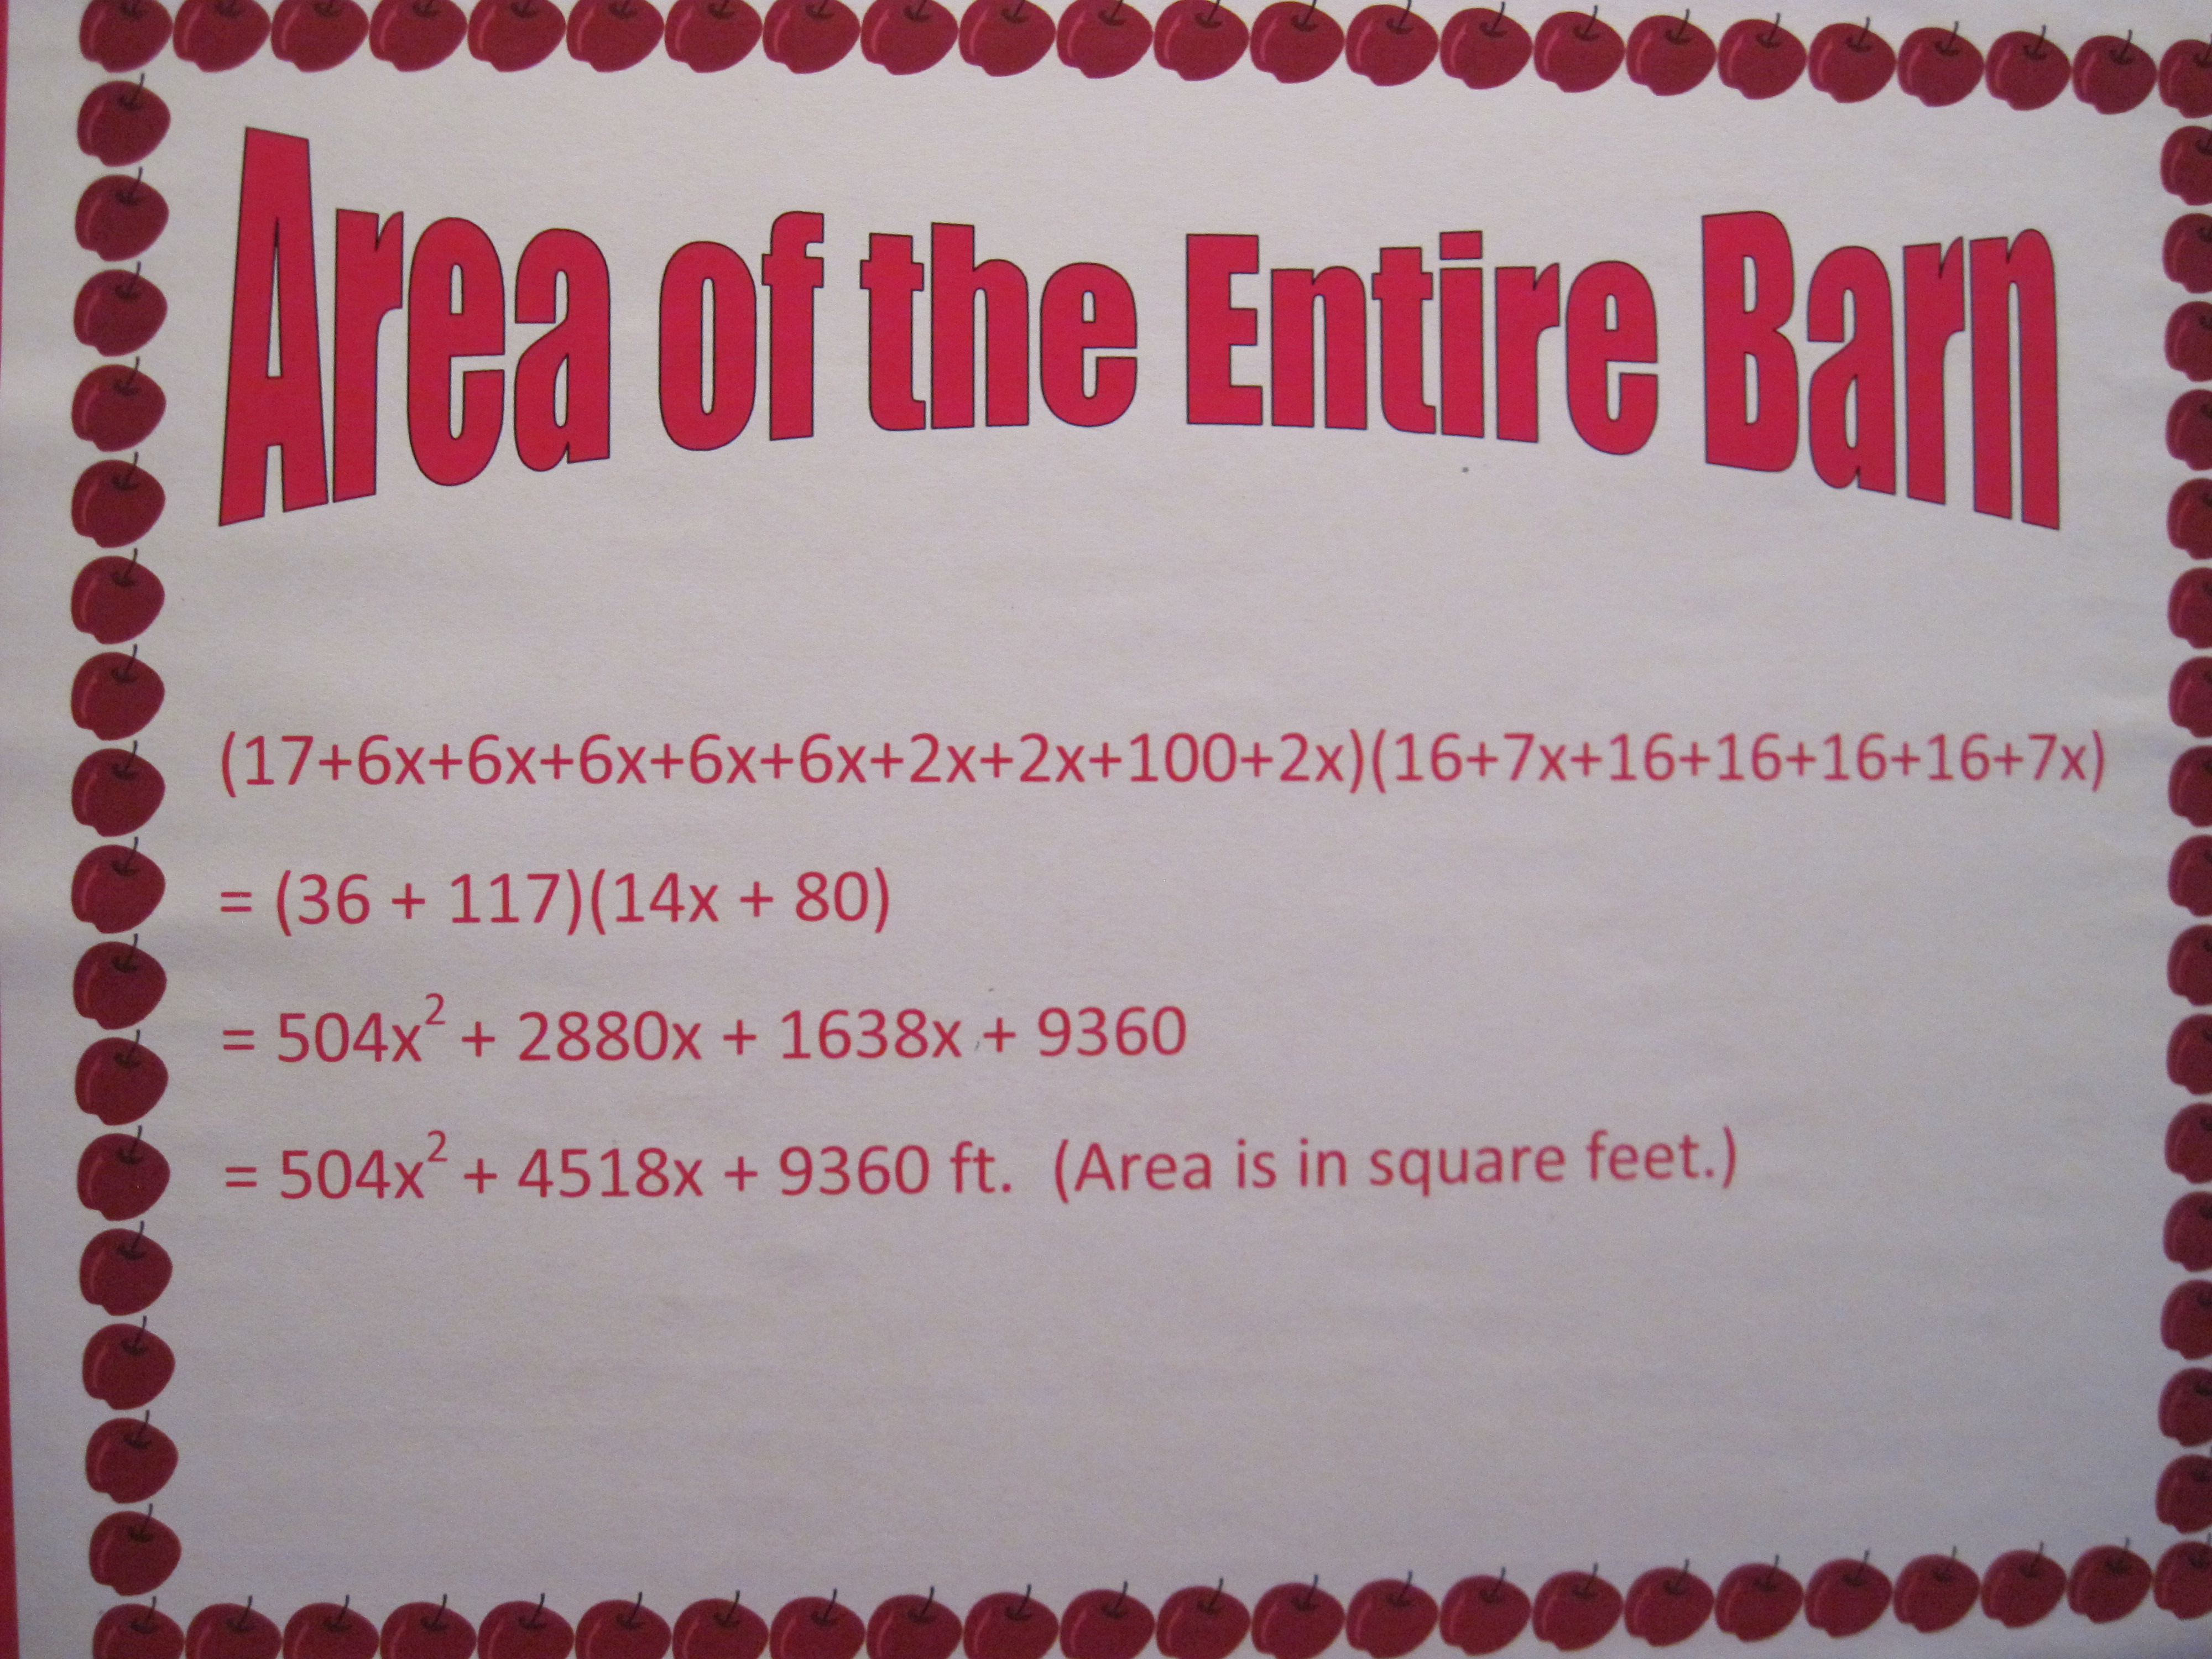 Area of the Entire Barn
(17+6x+6x+6x+6x+6x+2x+2x+100+2x)(16+7x+16+16+16+16+7x)
= (36 + 117)(14x + 80)
= 504x² + 2880x + 1638x + 9360
= 504x² + 4518x + 9360 ft. (Area is in square feet.)